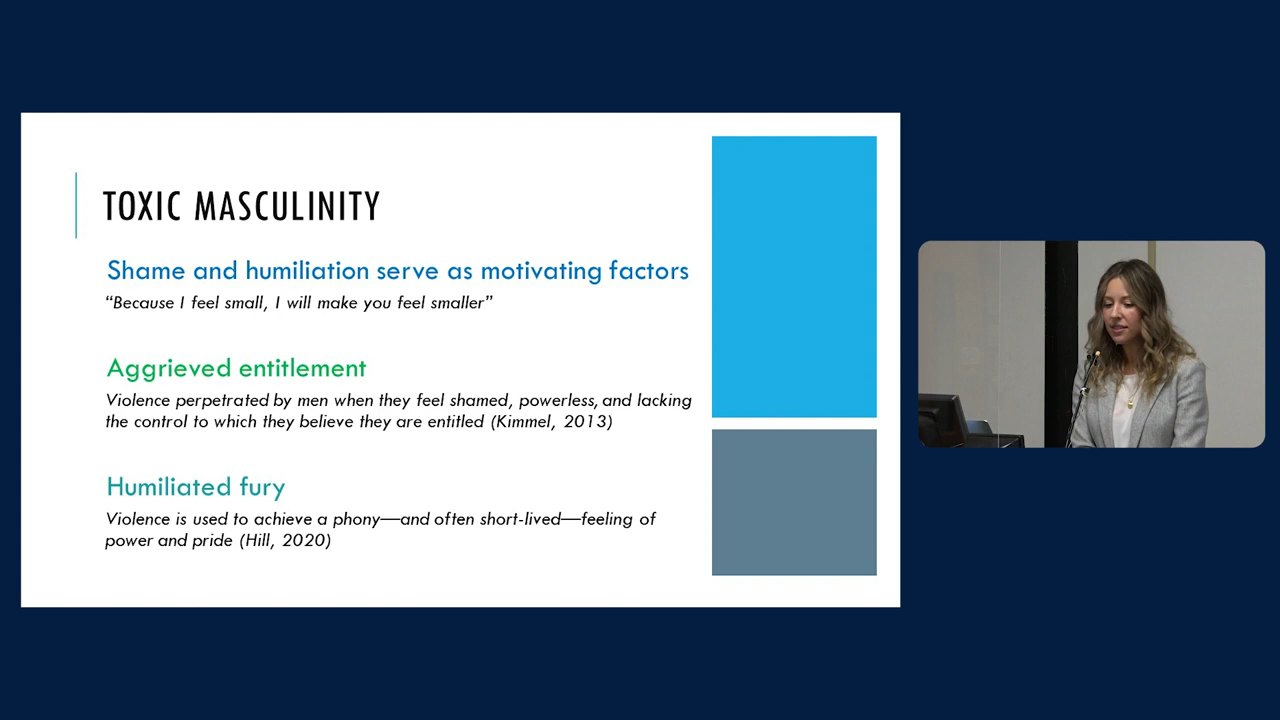 TOXIC MASCULINITY
Shame and humiliation serve as motivating factors
“Because I feel small, I will make you feel smaller”
Aggrieved entitlement
Violence perpetrated by men when they feel shamed, powerless, and lacking
the control to which they believe they are entitled (Kimmel, 2013)
Humiliated fury
Violence is used to achieve a phony—and often short-lived—feeling of
power and pride (Hill, 2020)